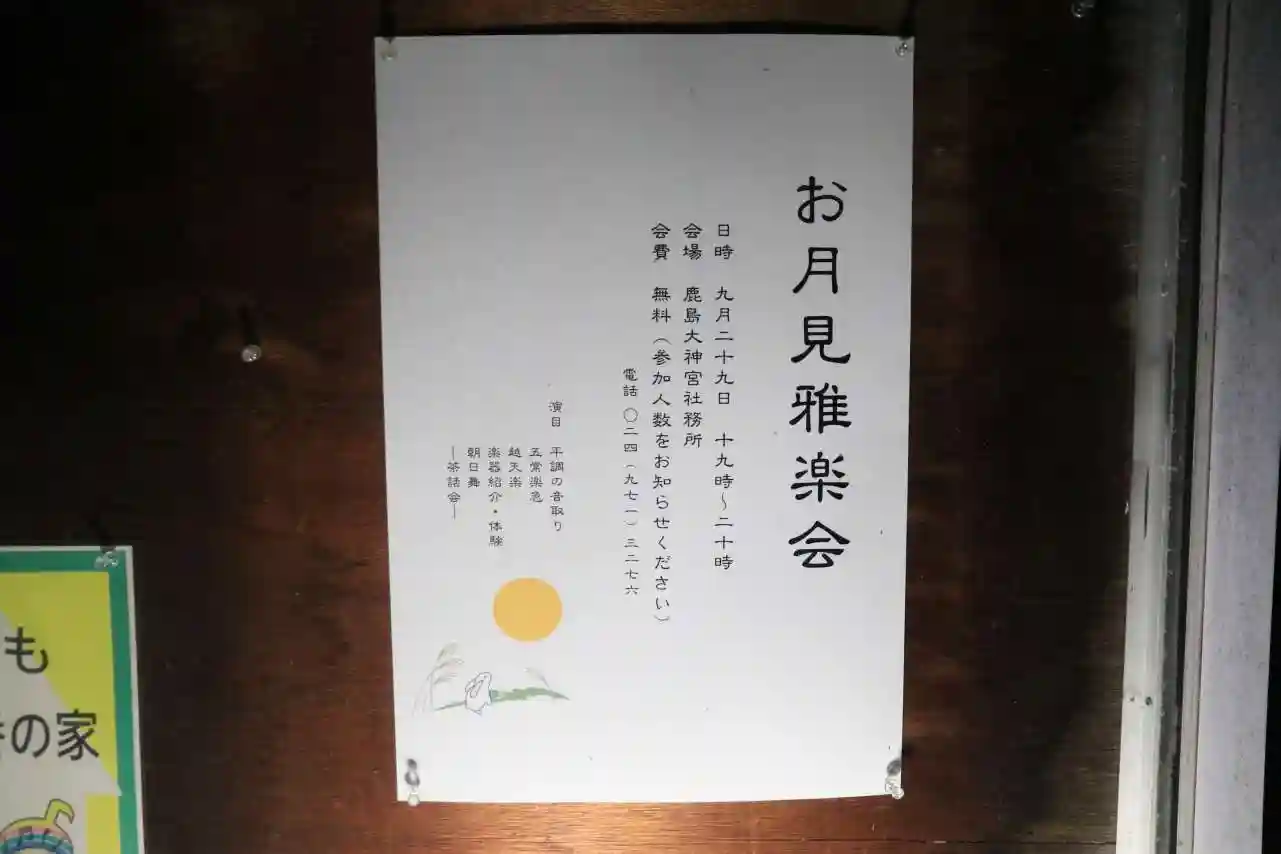 お月見雅楽会
日時 九月二十九日 十九時～二十時
会場 鹿島大神宮社務所
会費 無料（参加人数をお知らせください）
電話 〇二四（九七一）三二七六
演目 平調の音取り
五常楽急
越天楽
楽器紹介・体験
朝日舞
―茶話会―
も
の家